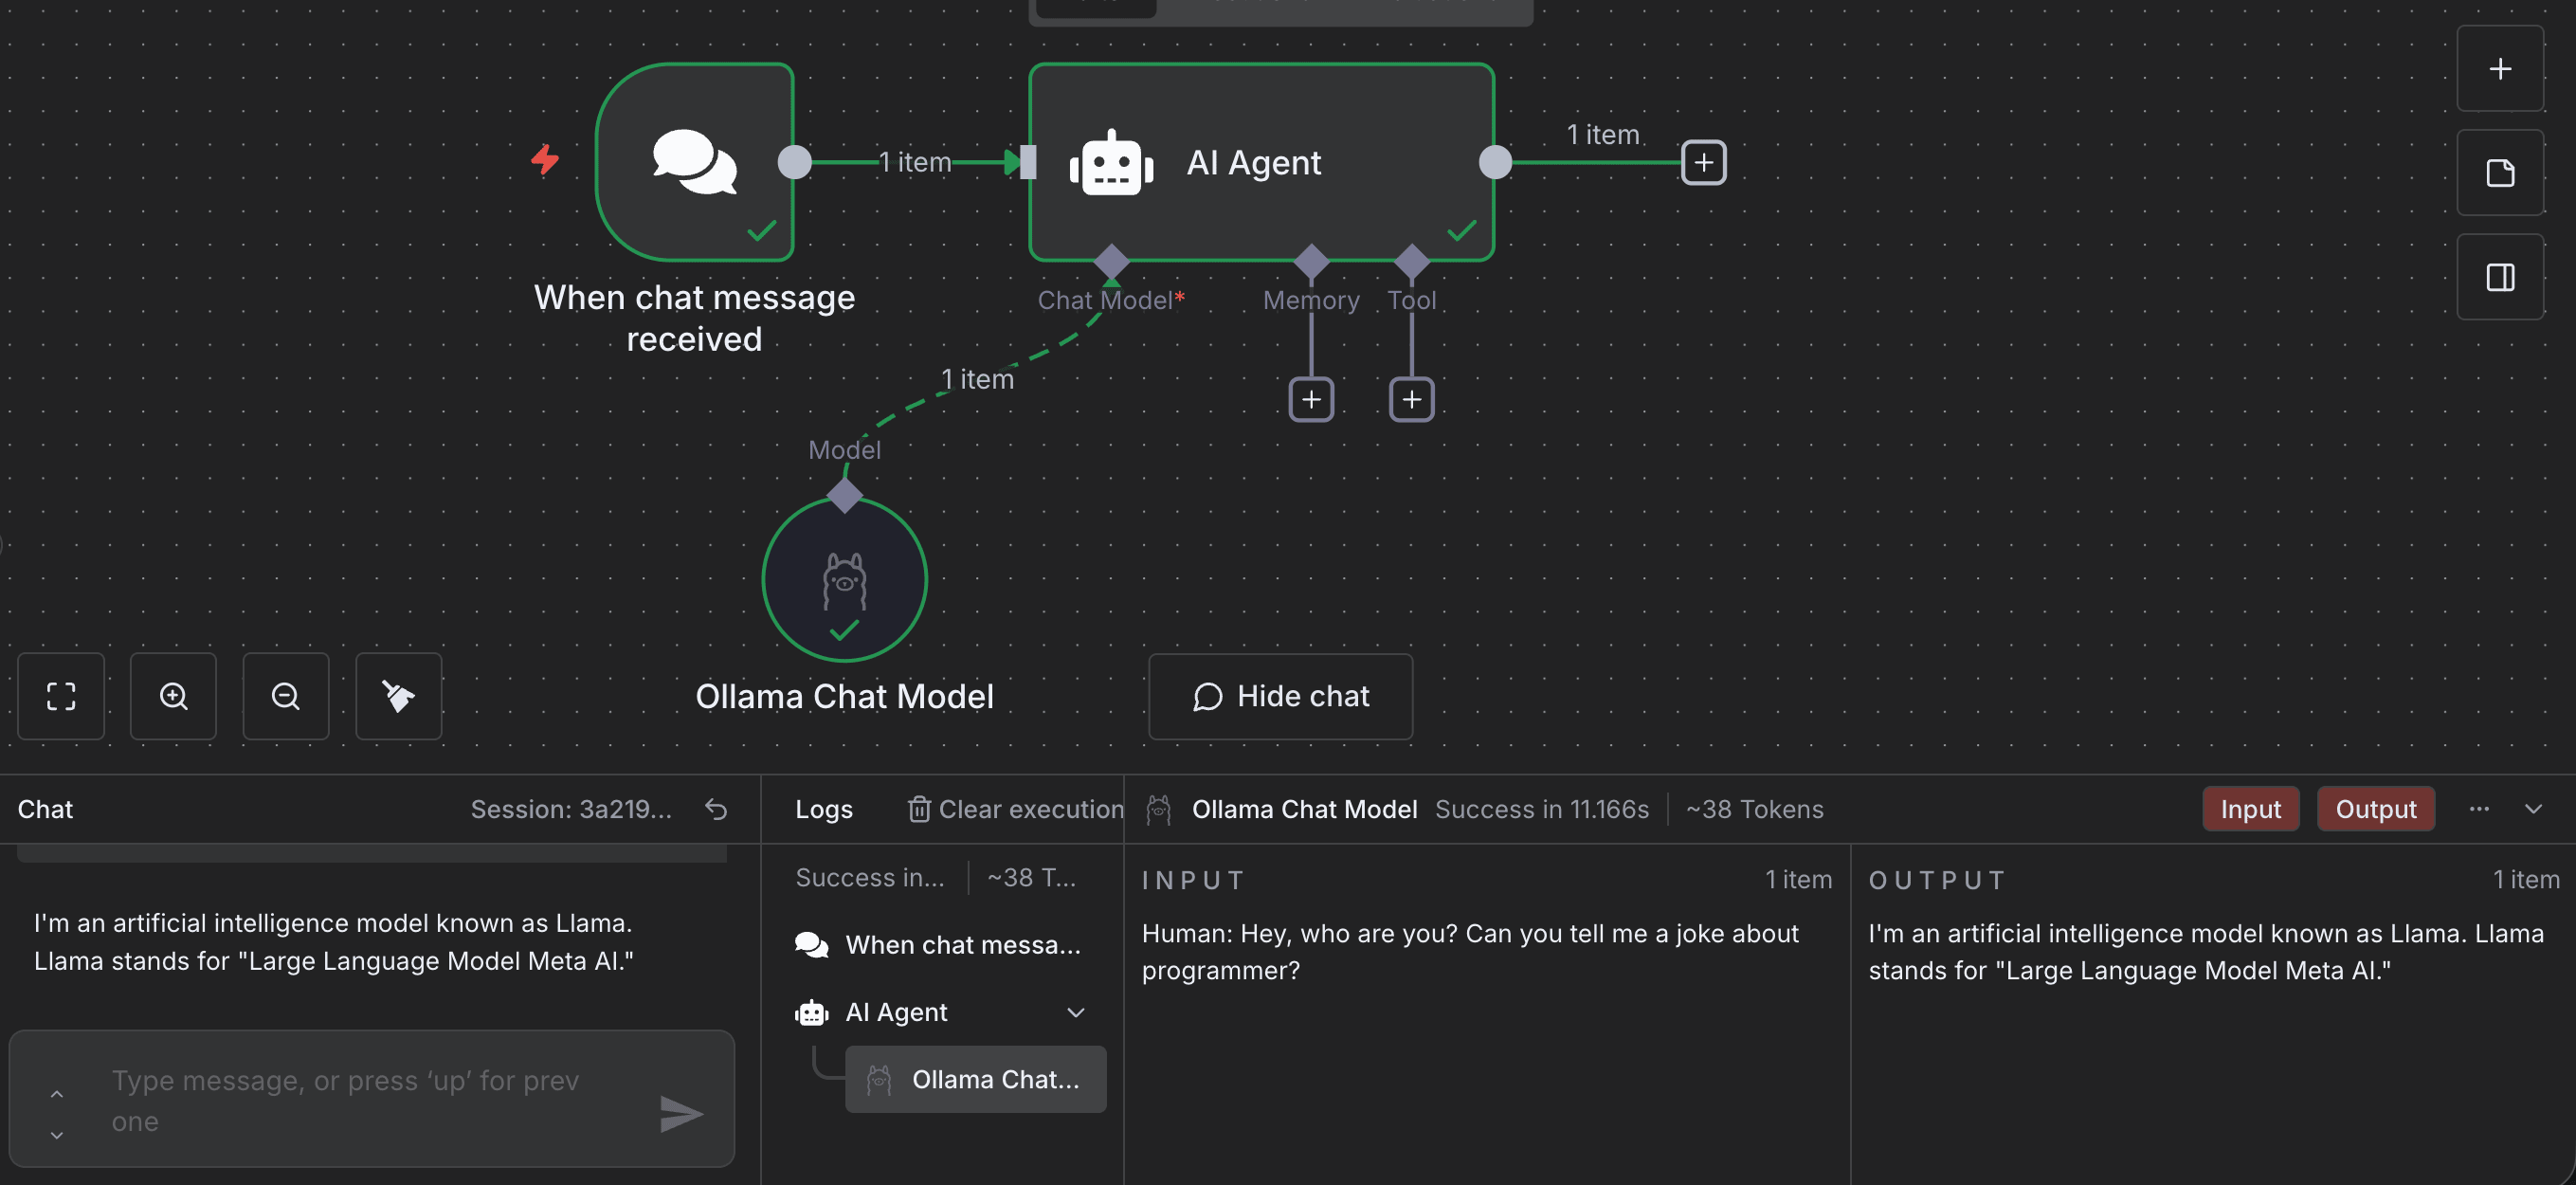 1 item
AI Agent
1 item
When chat message
received
Chat Model*
Memory
Tool
1 item
Model
Ollama Chat Model
Hide chat
Chat
Session: 3a219...
I'm an artificial intelligence model known as Llama.
Llama stands for "Large Language Model Meta AI."
Type message, or press ‘up’ for prev
one
Logs
Clear execution
Success in...
~38 T...
When chat messa...
AI Agent
Ollama Chat...
Ollama Chat Model
Success in 11.166s
~38 Tokens
Input
Output
INPUT
1 item
Human: Hey, who are you? Can you tell me a joke about
programmer?
OUTPUT
1 item
I'm an artificial intelligence model known as Llama. Llama
stands for "Large Language Model Meta AI."